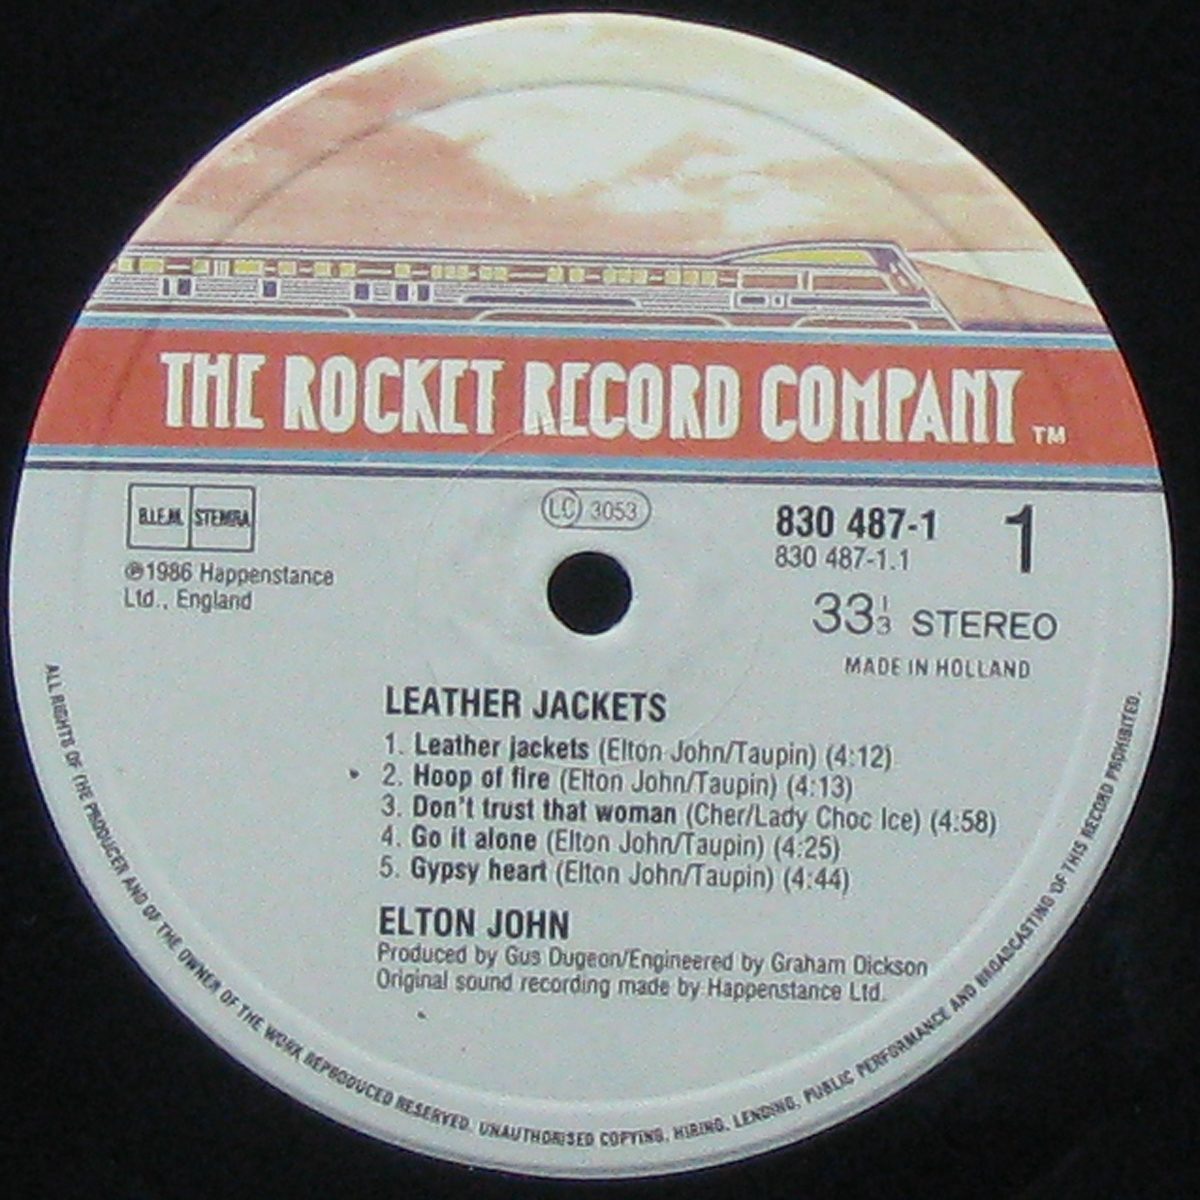 THE ROCKET RECORD COMPANY TM
B.I.E.M. STEMRA
LC 3053
830 487-1
1
830 487-1.1
℗1986 Happenstance
Ltd., England
33⅓ STEREO
MADE IN HOLLAND
LEATHER JACKETS
1. Leather jackets (Elton John/Taupin) (4:12)
2. Hoop of fire (Elton John/Taupin) (4:13)
3. Don't trust that woman (Cher/Lady Choc Ice) (4:58)
4. Go it alone (Elton John/Taupin) (4:25)
5. Gypsy heart (Elton John/Taupin) (4:44)
ELTON JOHN
Produced by Gus Dugeon/Engineered by Graham Dickson
Original sound recording made by Happenstance Ltd.
ALL RIGHTS OF THE PRODUCER AND OF THE OWNER OF THE WORK REPRODUCED RESERVED. UNAUTHORISED COPYING, HIRING, LENDING, PUBLIC PERFORMANCE AND BROADCASTING OF THIS RECORD PROHIBITED.